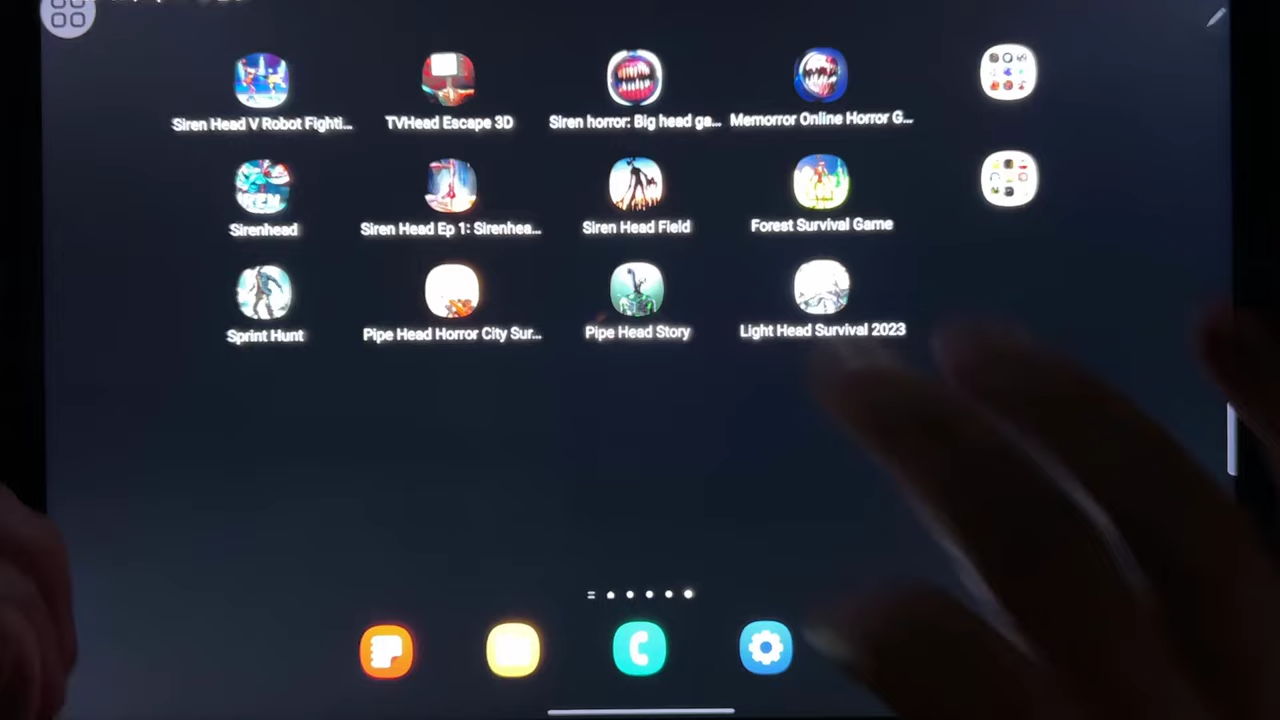 Siren Head V Robot Fighti...
TVHead Escape 3D
Siren horror: Big head ga...
Memorror Online Horror G...
Sirenhead
Siren Head Ep 1: Sirenhea...
Siren Head Field
Forest Survival Game
Sprint Hunt
Pipe Head Horror City Sur...
Pipe Head Story
Light Head Survival 2023